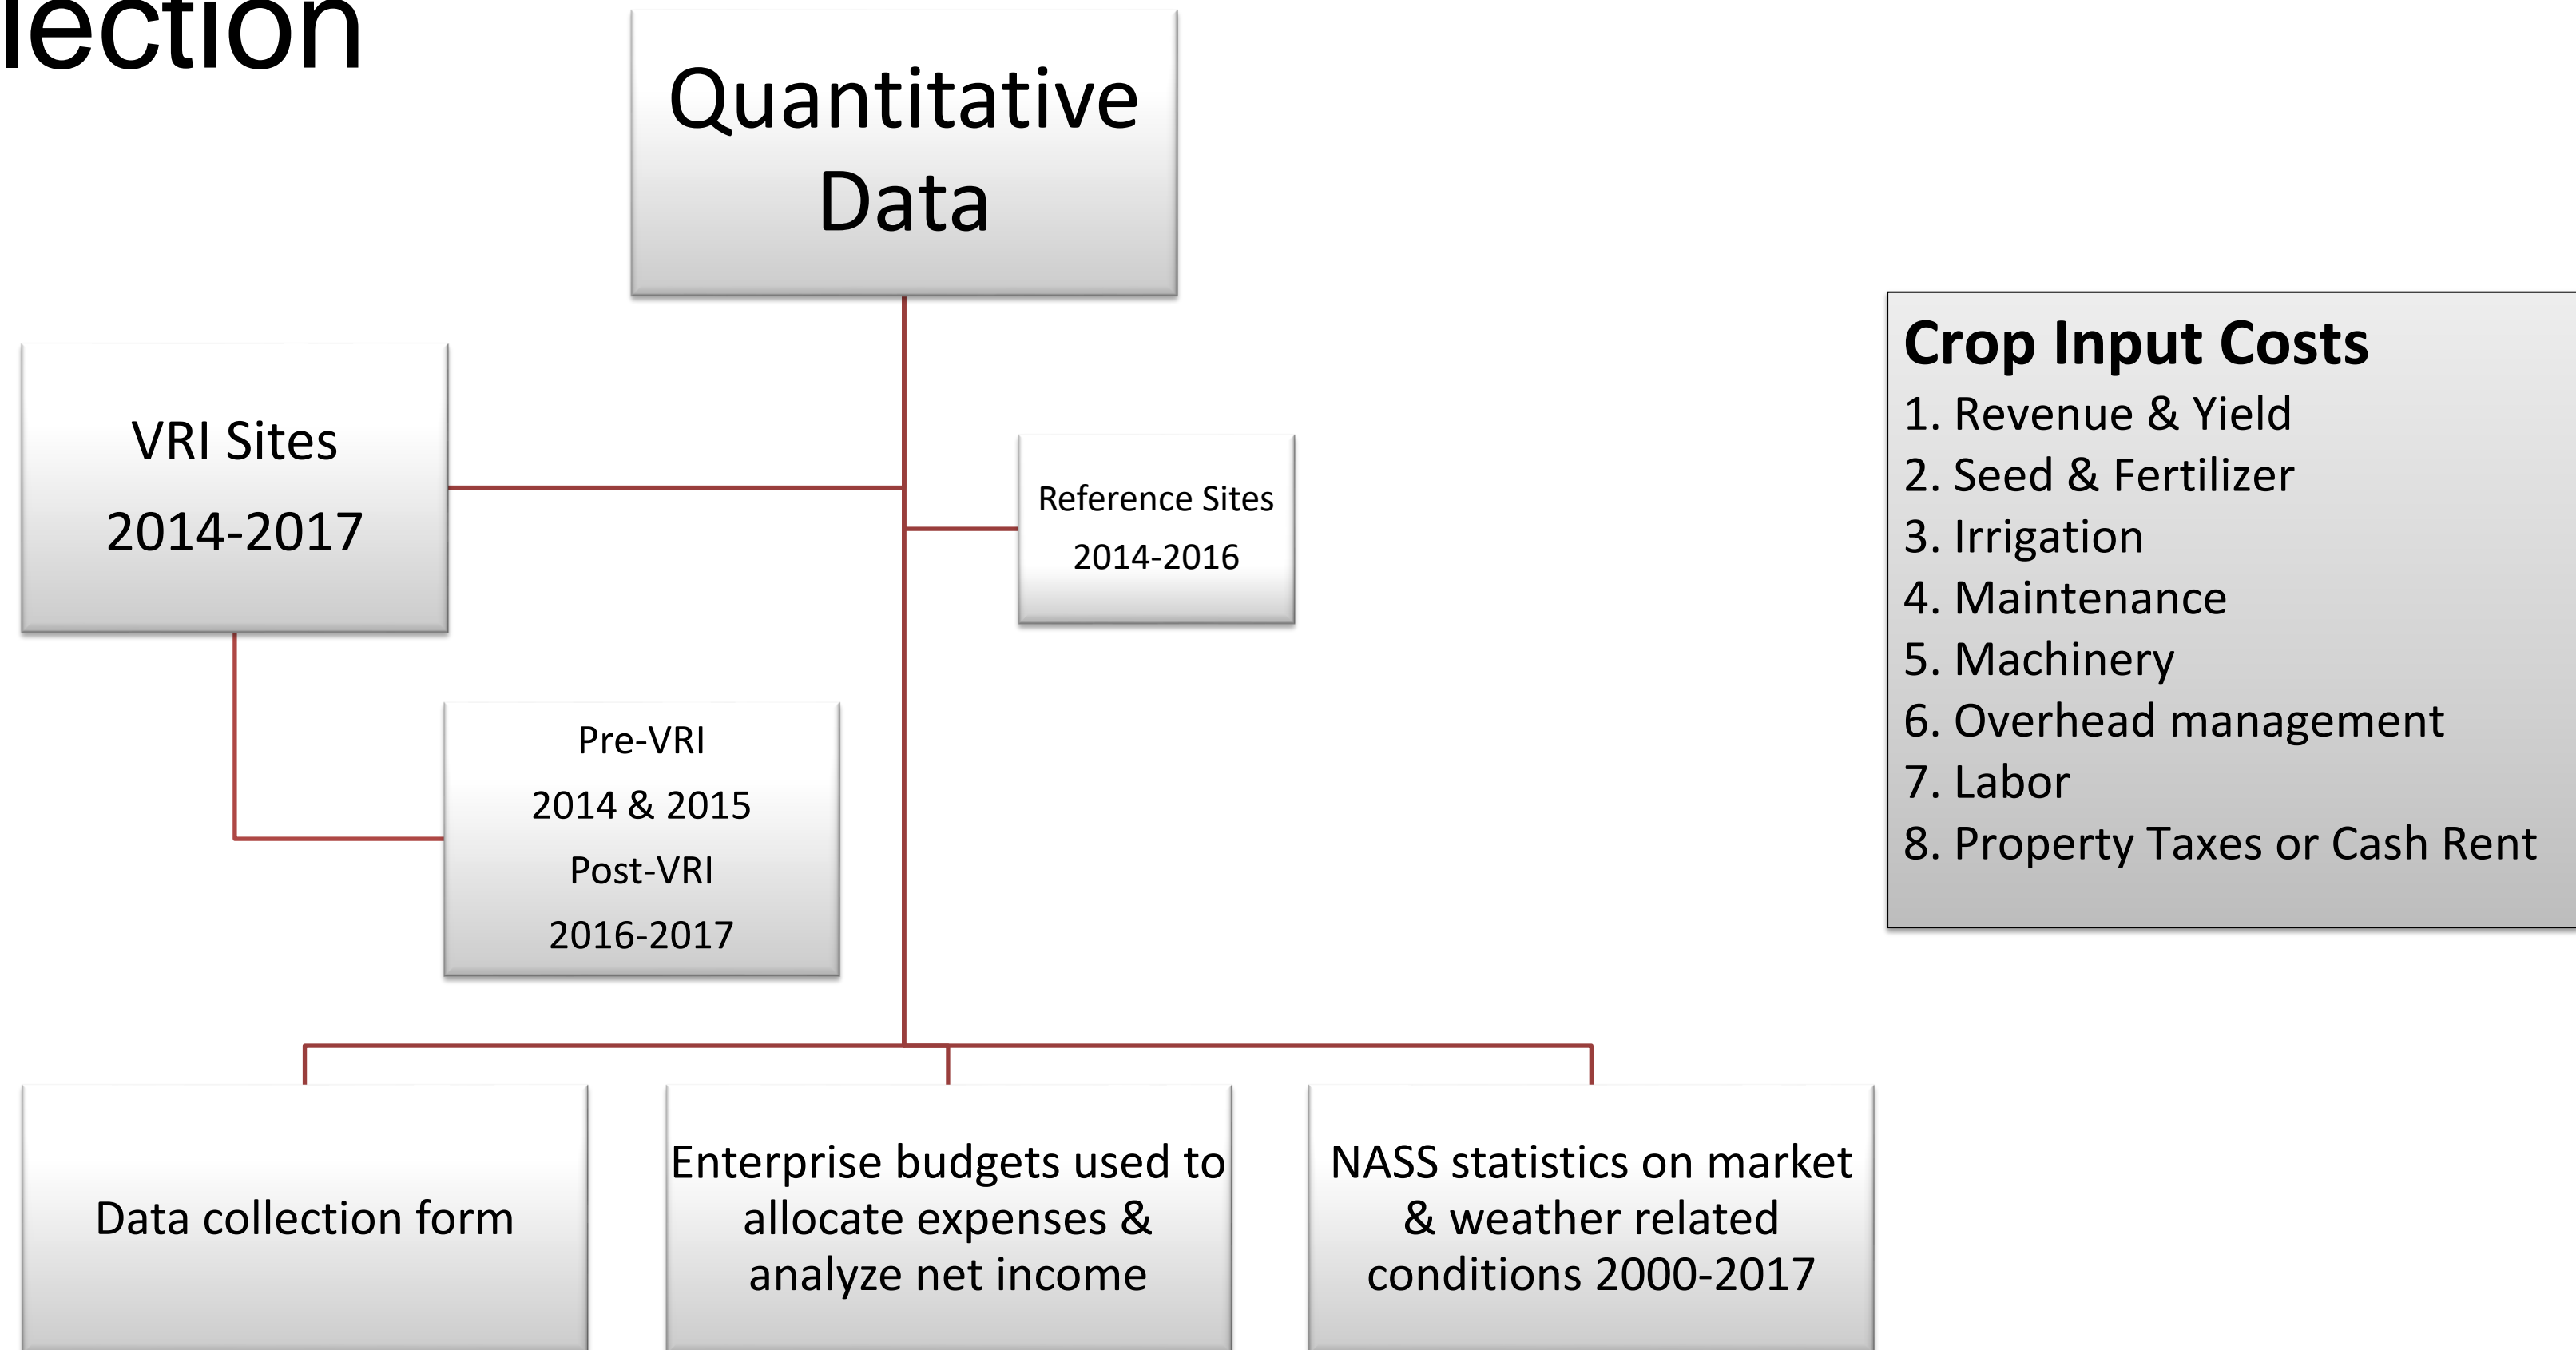 lection
Quantitative
Data
VRI Sites
2014-2017
Reference Sites
2014-2016
Pre-VRI
2014 & 2015
Post-VRI
2016-2017
Data collection form
Enterprise budgets used to
allocate expenses &
analyze net income
NASS statistics on market
& weather related
conditions 2000-2017
Crop Input Costs
1. Revenue & Yield
2. Seed & Fertilizer
3. Irrigation
4. Maintenance
5. Machinery
6. Overhead management
7. Labor
8. Property Taxes or Cash Rent